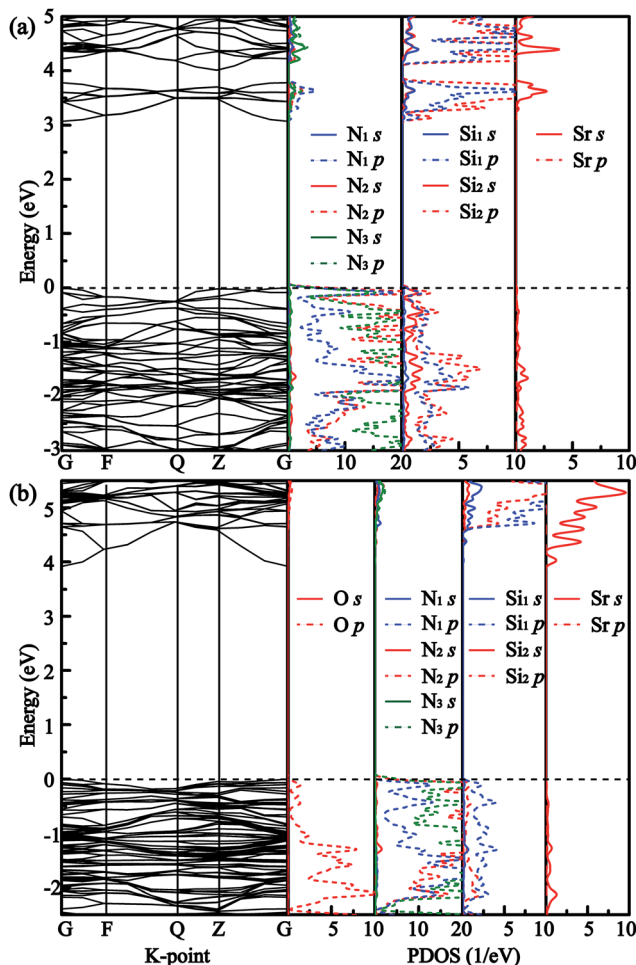 (a)
5
4
3
2
1
0
-1
-2
-3
Energy (eV)
N1 s
N1 p
N2 s
N2 p
N3 s
N3 p
Si1 s
Si1 p
Si2 s
Si2 p
Sr s
Sr p
G F Q Z G 10 20 5 10 5 10
(b)
5
4
3
5
0
-1
-2
Energy (eV)
O s
O p
N1 s
N1 p
N2 s
N2 p
N3 s
N3 p
Si1 s
Si1 p
Si2 s
Si2 p
Sr s
Sr p
G F Q Z G 5 10 10 20 5 10 5 10
K-point PDOS (1/eV)